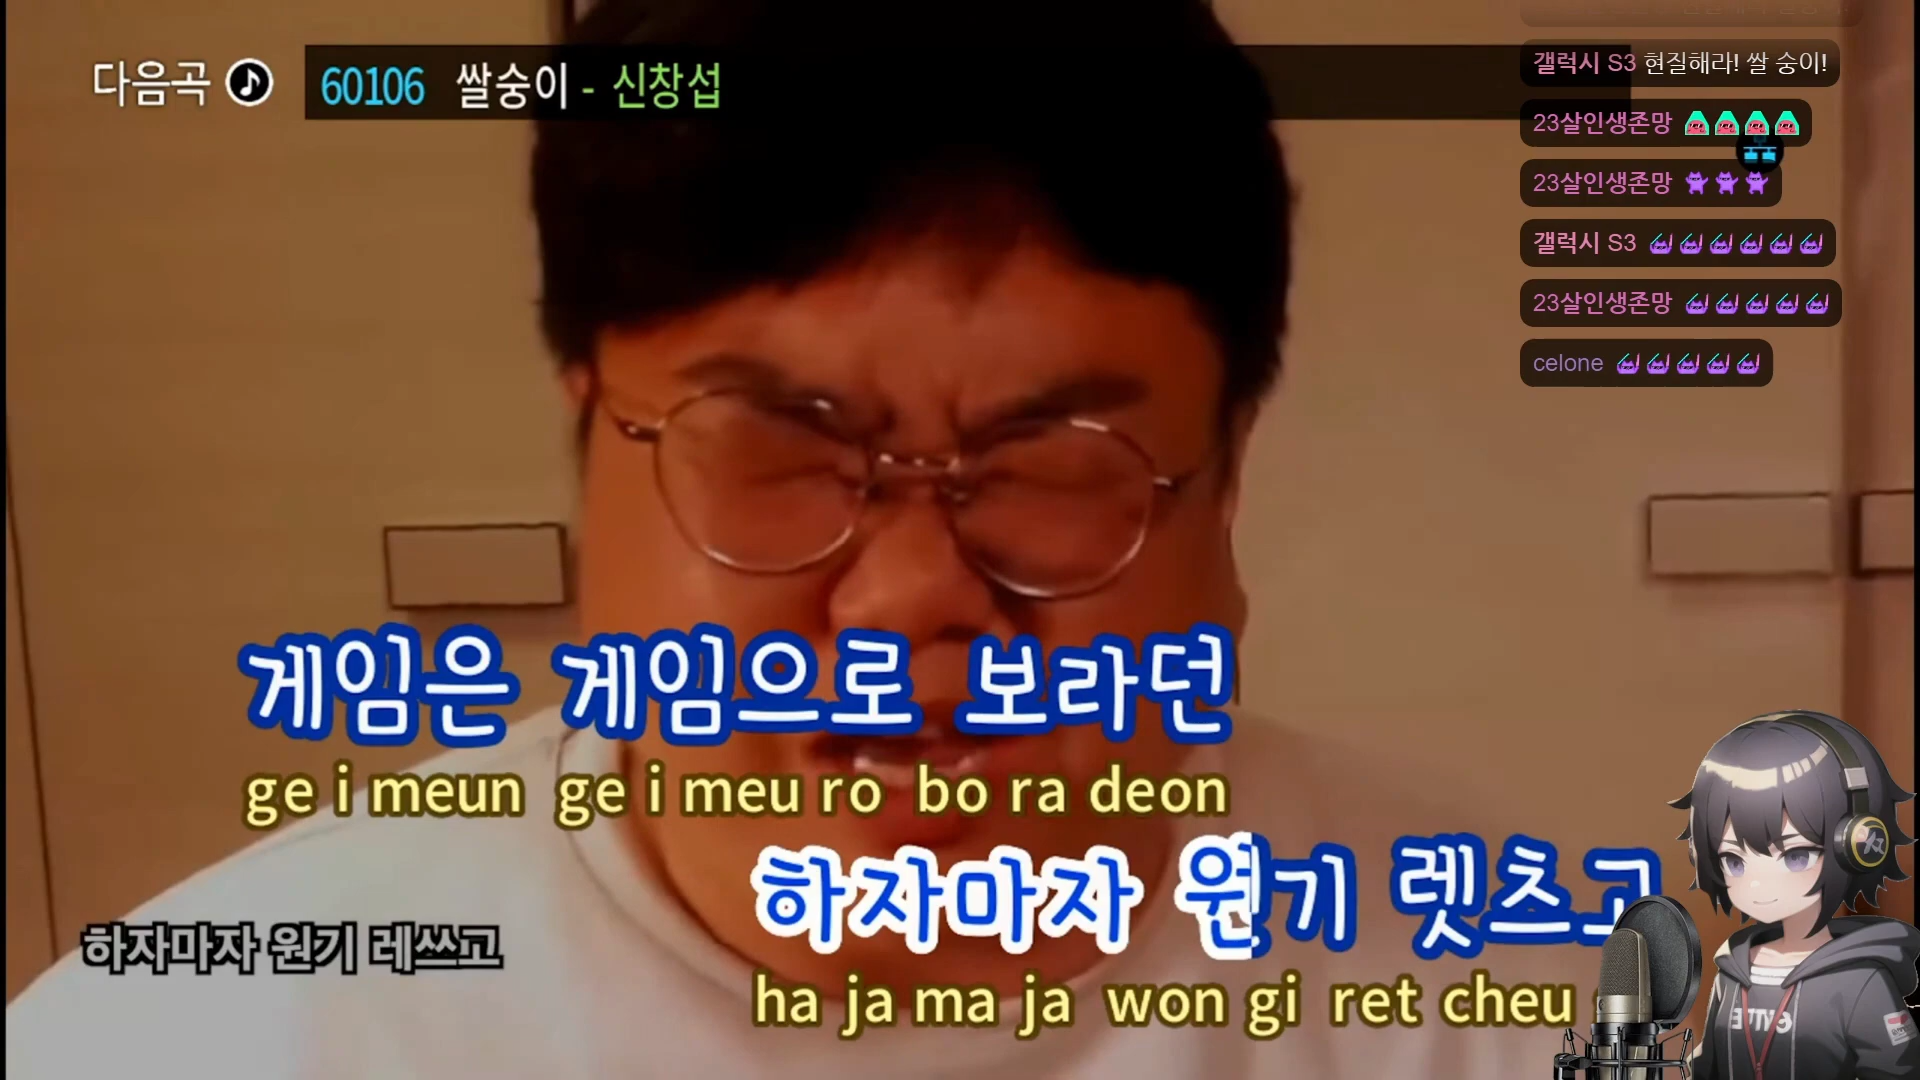 다음곡 60106 쌀숭이 - 신창섭
갤럭시 S3 현질해라! 쌀 숭이!
23살인생존망
23살인생존망
갤럭시 S3
23살인생존망
celone
게임은 게임으로 보라던
ge i meun ge i meu ro bo ra deon
하자마자 원기 렛츠고
ha ja ma ja won gi ret cheu
하자마자 원기 레쓰고